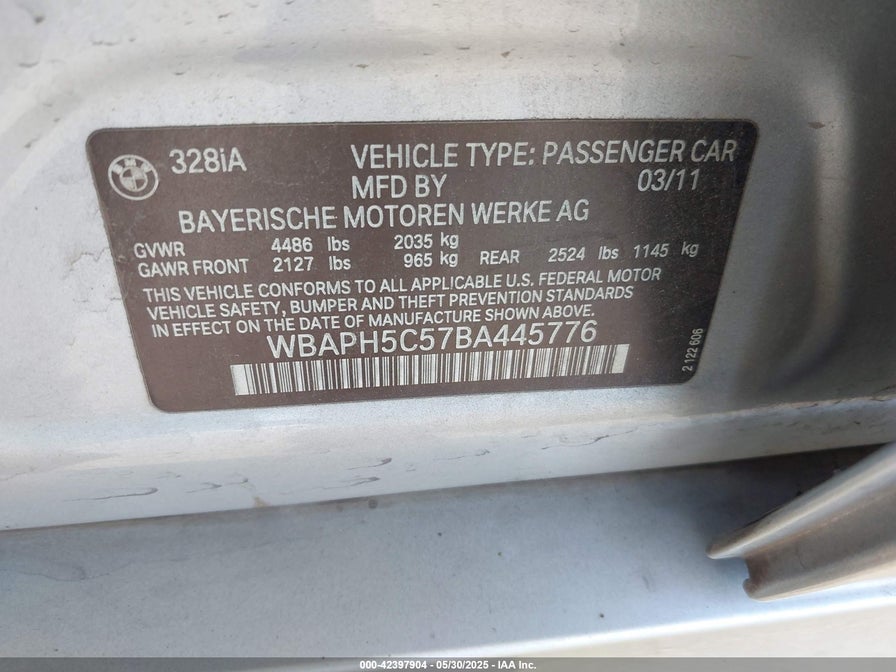 328iA VEHICLE TYPE: PASSENGER CAR
MFD BY 03/11
BAYERISCHE MOTOREN WERKE AG
GVWR 4486 lbs 2035 kg
GAWR FRONT 2127 lbs 965 kg REAR 2524 lbs 1145 kg
THIS VEHICLE CONFORMS TO ALL APPLICABLE U.S. FEDERAL MOTOR
VEHICLE SAFETY, BUMPER AND THEFT PREVENTION STANDARDS
IN EFFECT ON THE DATE OF MANUFACTURE SHOWN ABOVE.
WBAPH5C57BA445776
2 122 606
000-42397904 - 05/30/2025 - IAA Inc.